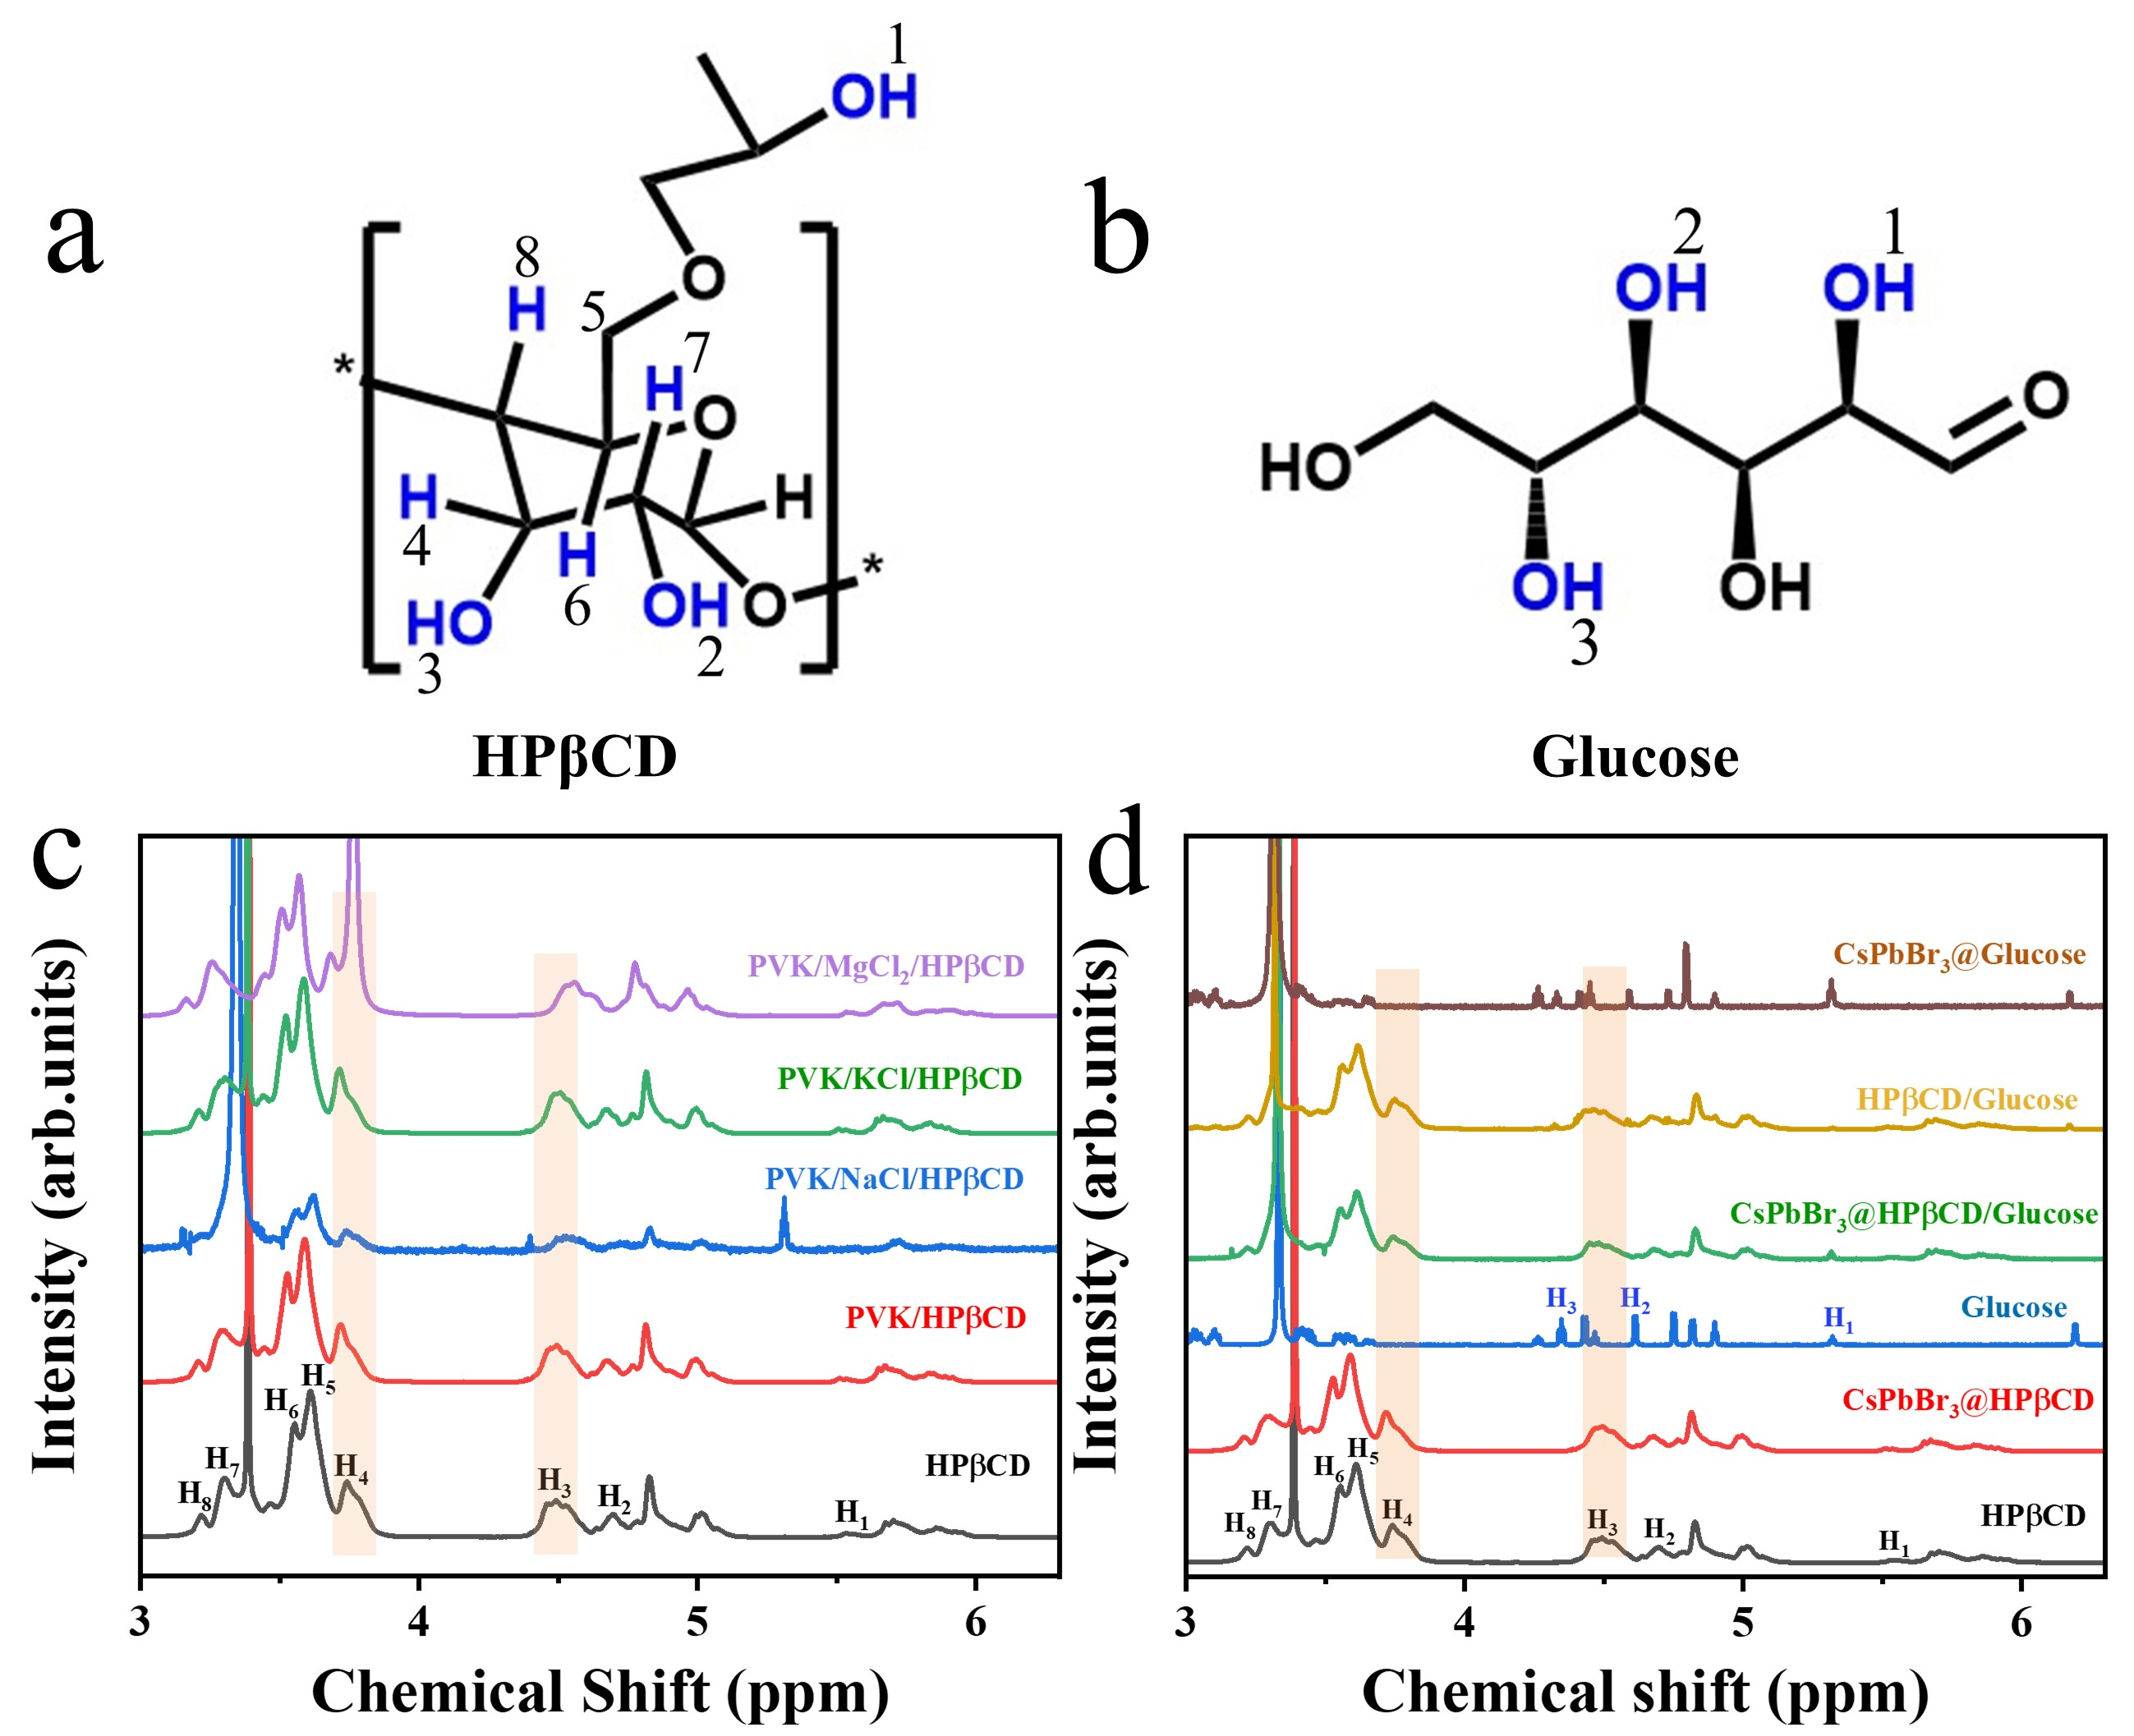 a
1
OH
8
H
5
O
7
H
O
*
H
4
H
HO
3
H
6
OH
2
O
*
HPβCD
b
2
1
OH
OH
O
HO
OH
OH
3
Glucose
c
Intensity (arb.units)
PVK/MgCl₂/HPβCD
PVK/KCl/HPβCD
PVK/NaCl/HPβCD
PVK/HPβCD
HPβCD
H₈
H₇
H₆
H₅
H₄
H₃
H₂
H₁
3
4
5
6
Chemical Shift (ppm)
d
Intensity (arb.units)
CsPbBr₃@Glucose
HPβCD/Glucose
CsPbBr₃@HPβCD/Glucose
H₃
H₂
H₁
Glucose
CsPbBr₃@HPβCD
HPβCD
H₈
H₇
H₆
H₅
H₄
H₃
H₂
H₁
3
4
5
6
Chemical shift (ppm)